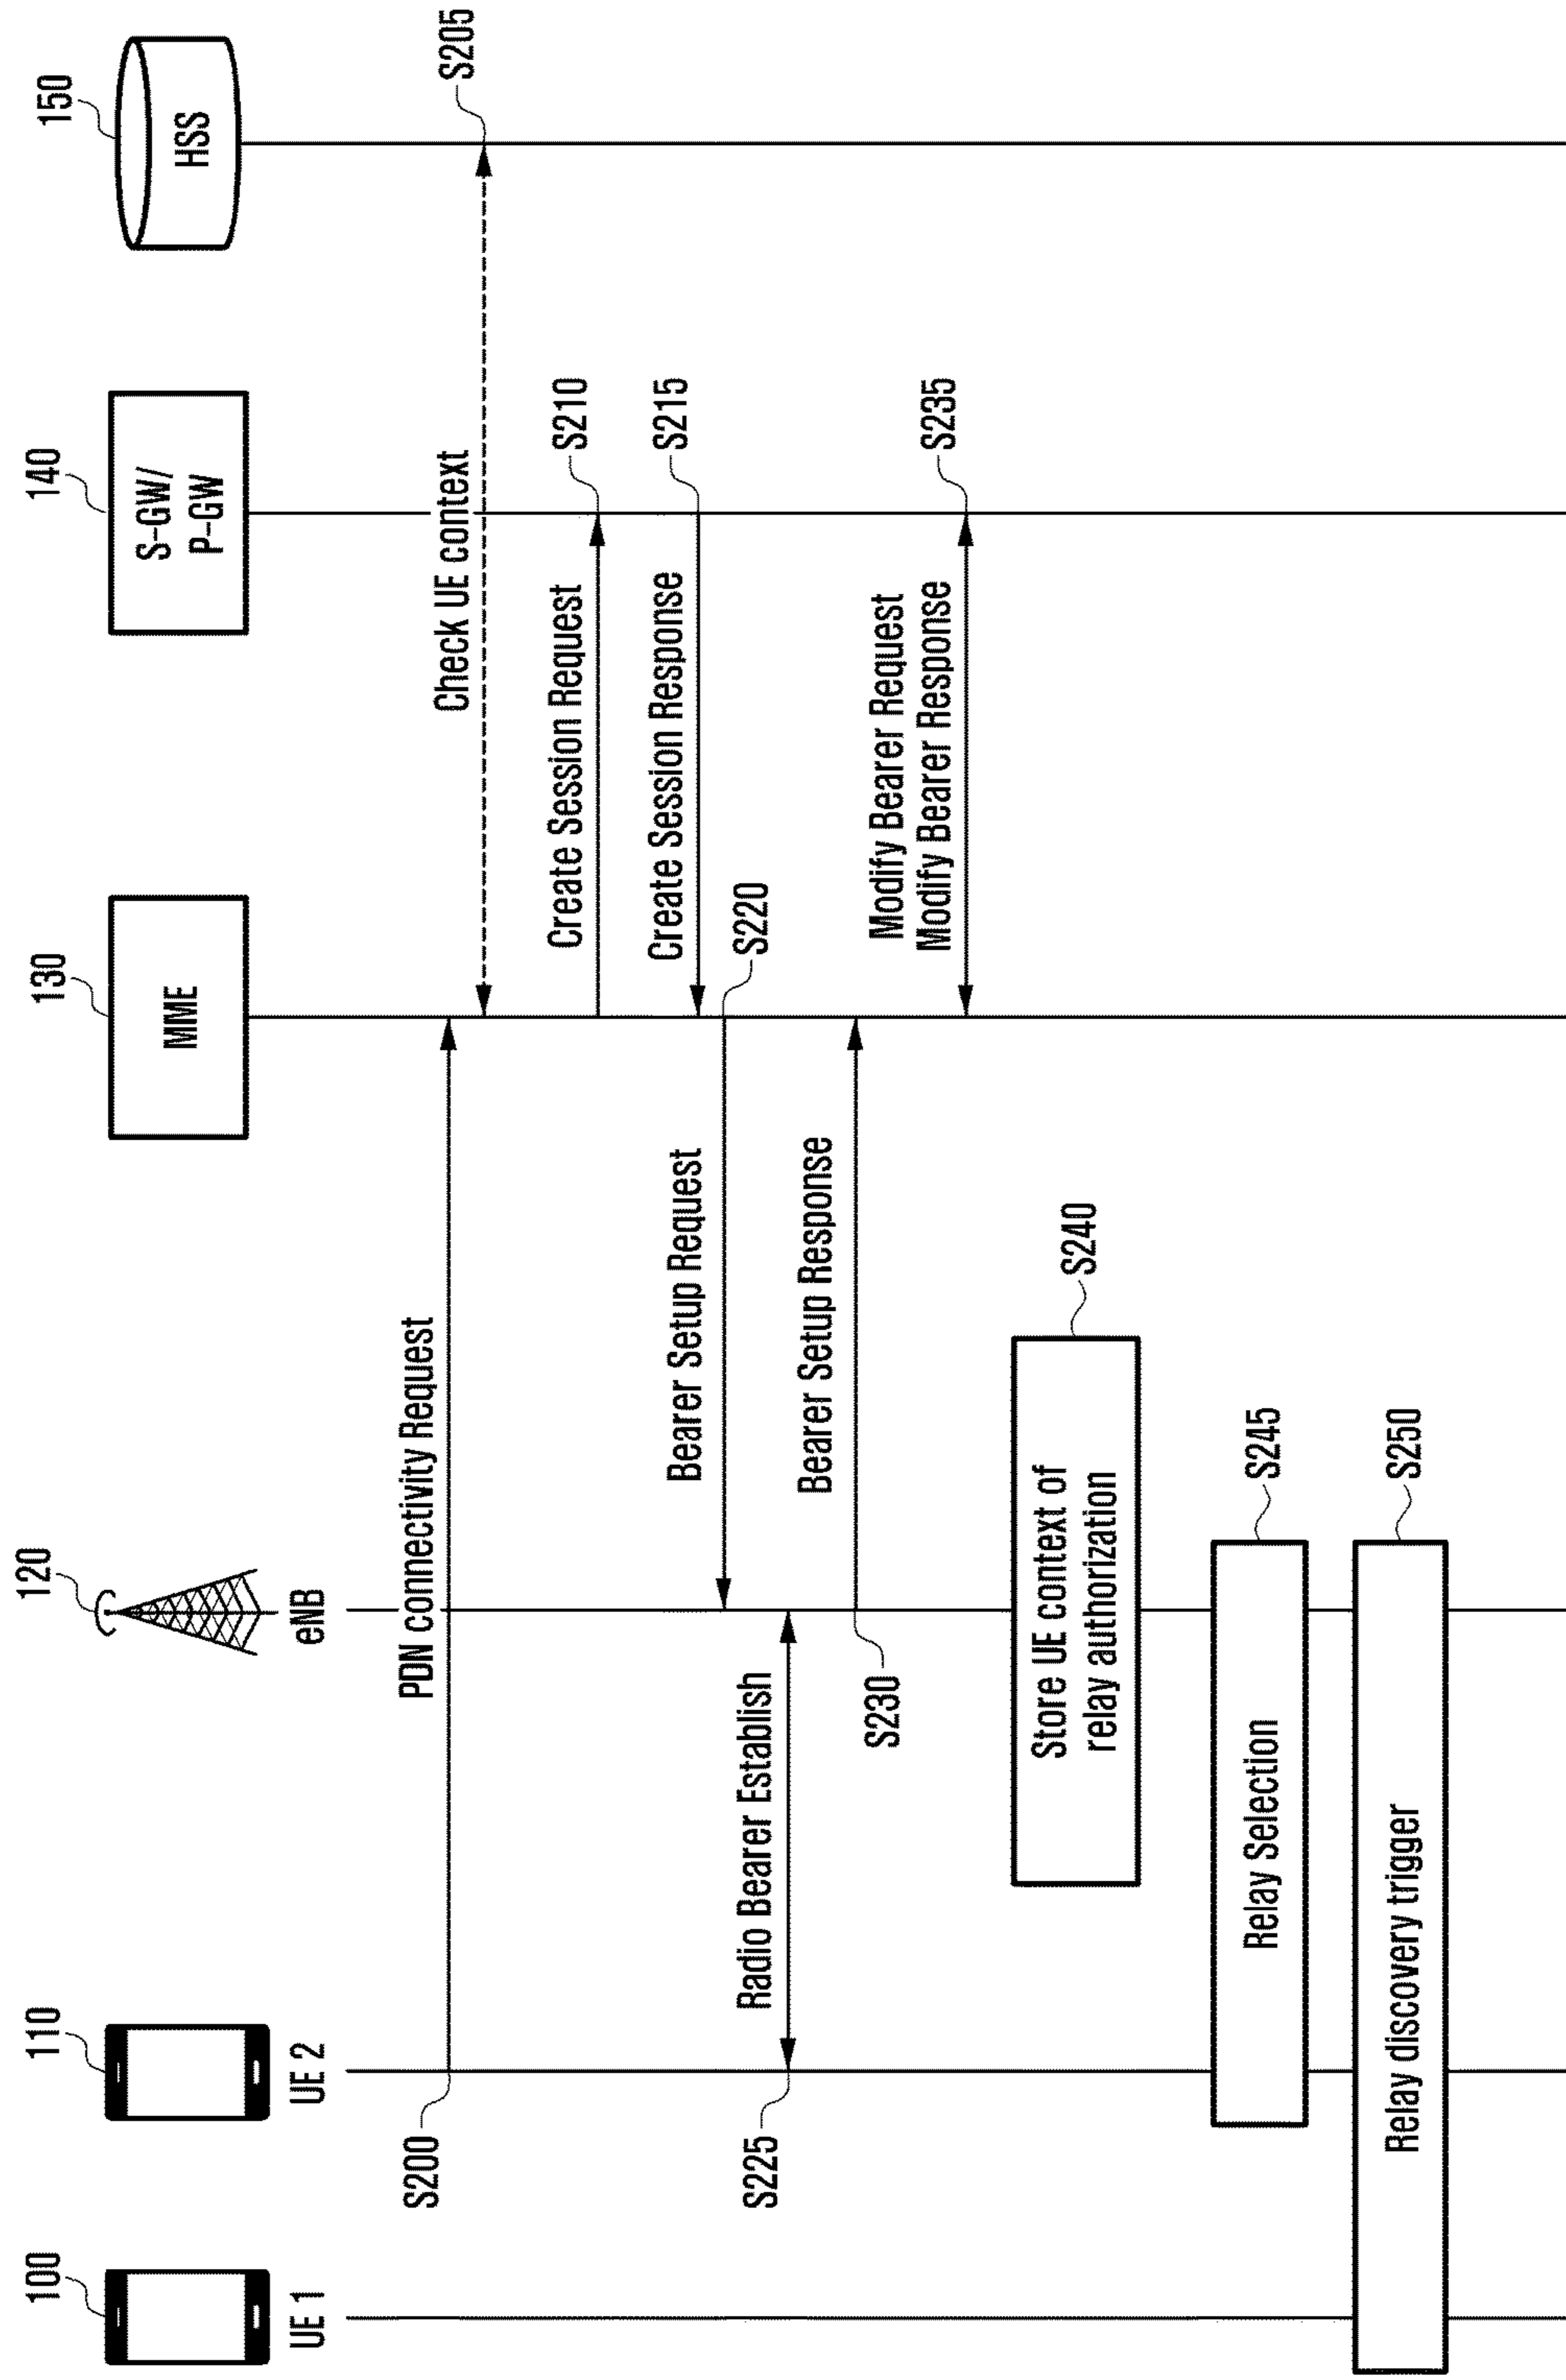 100
110
120
130
140
150
UE 1
UE 2
eNB
MME
S-GW/
P-GW
HSS
PDN connectivity Request
S200
Check UE context
S205
Create Session Request
S210
Create Session Response
S215
Bearer Setup Request
S220
Radio Bearer Establish
S225
Bearer Setup Response
S230
Modify Bearer Request
Modify Bearer Response
S235
Store UE context of
relay authorization
S240
Relay Selection
S245
Relay discovery trigger
S250